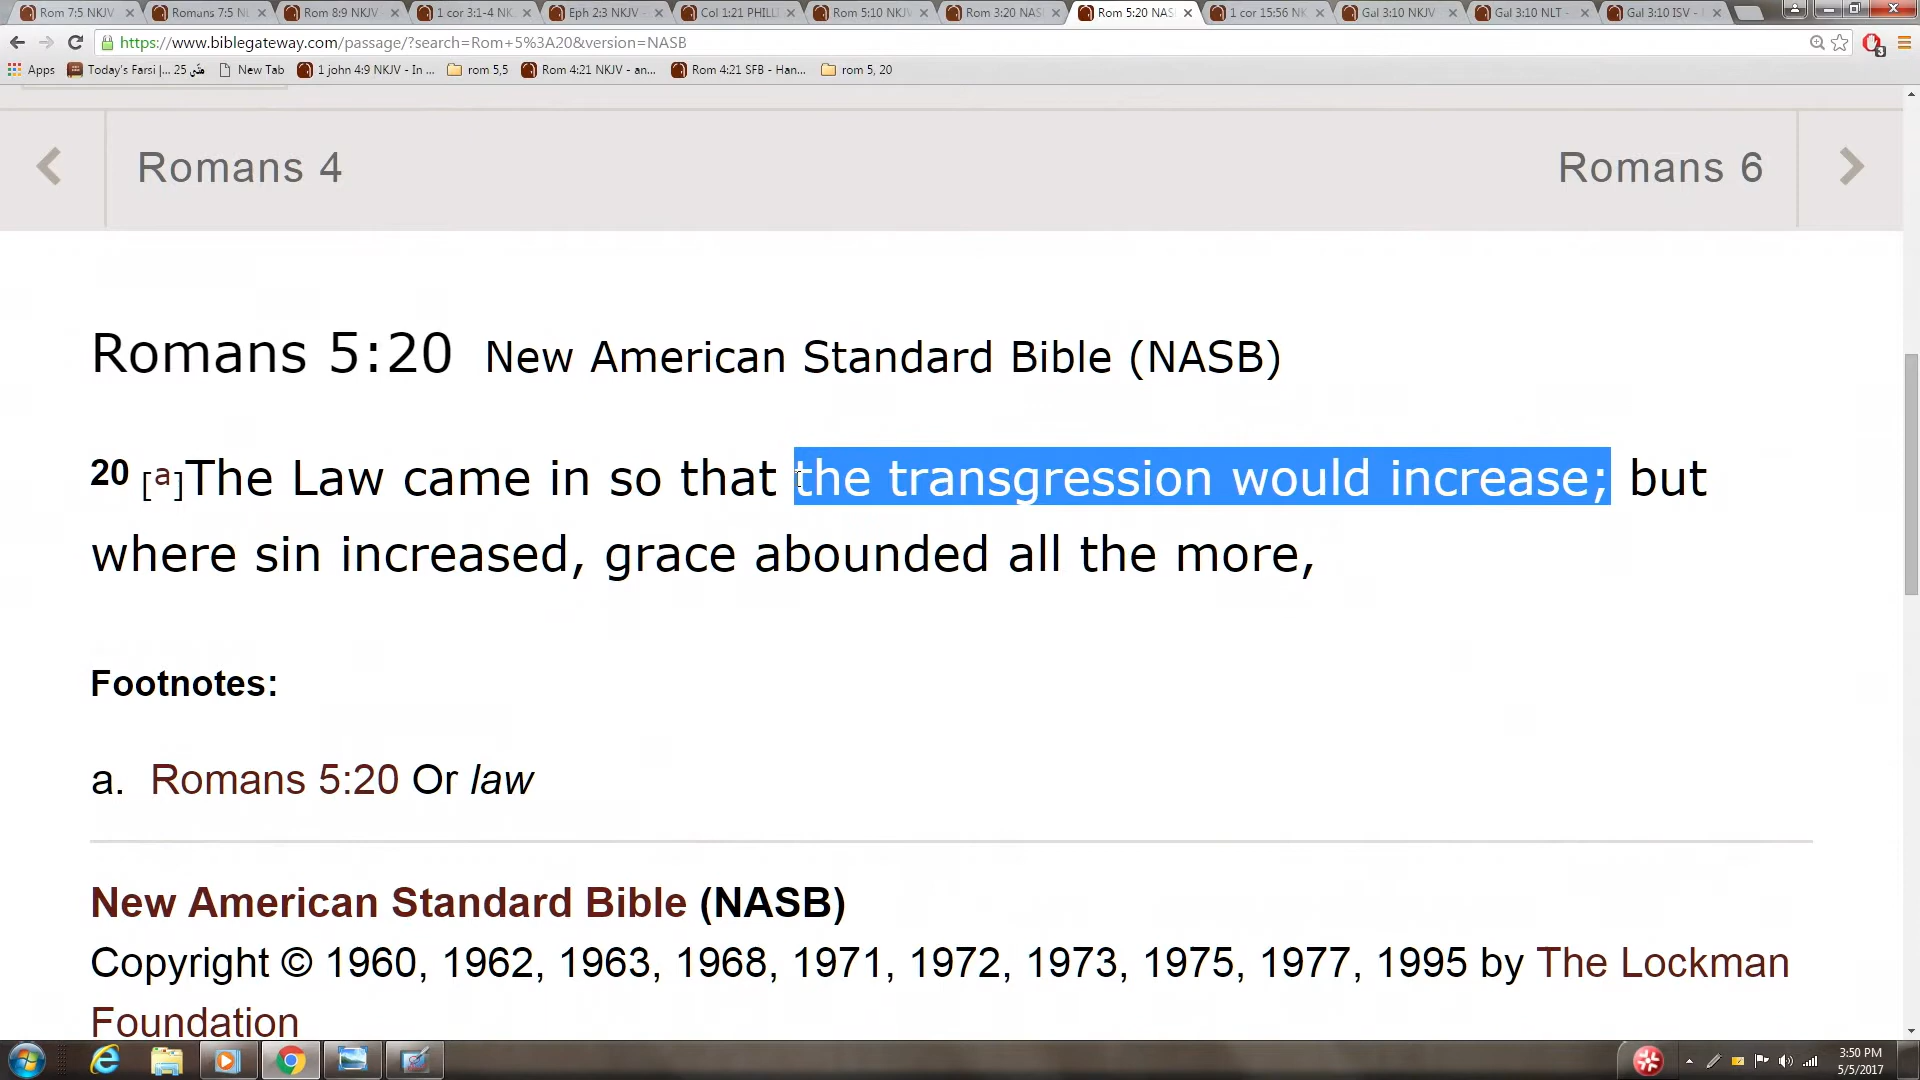 Rom 7:5 NKJV
Romans 7:5 NL
Rom 8:9 NKJV -
1 cor 3:1-4 NK
Eph 2:3 NKJV -
Col 1:21 PHILL
Rom 5:10 NKJV
Rom 3:20 NAS
Rom 5:20 NAS
1 cor 15:56 NK
Gal 3:10 NKJV
Gal 3:10 NLT -
Gal 3:10 ISV -
https://www.biblegateway.com/passage/?search=Rom+5%3A20&version=NASB
3
Apps
Today's Farsi |... 25 متّی
New Tab
1 john 4:9 NKJV - In ...
rom 5,5
Rom 4:21 NKJV - an...
Rom 4:21 SFB - Han...
rom 5, 20
Romans 4
Romans 6
Romans 5:20 New American Standard Bible (NASB)
20 [a]The Law came in so that the transgression would increase; but
where sin increased, grace abounded all the more,
Footnotes:
a. Romans 5:20 Or law
New American Standard Bible (NASB)
Copyright © 1960, 1962, 1963, 1968, 1971, 1972, 1973, 1975, 1977, 1995 by The Lockman
Foundation
3:50 PM
5/5/2017